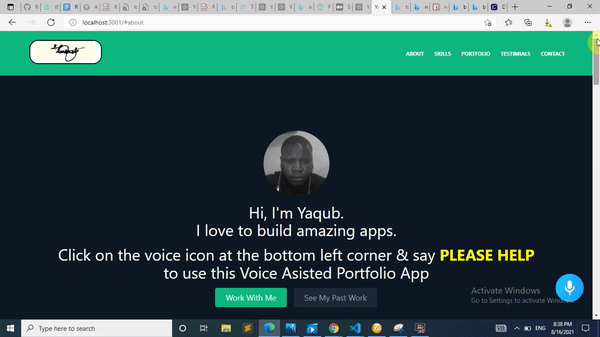 localhost:3001/#about
ABOUT SKILLS PORTFOLIO TESTIMIALS CONTACT
Hi, I'm Yaqub.
I love to build amazing apps.
Click on the voice icon at the bottom left corner & say PLEASE HELP
to use this Voice Asisted Portfolio App
Work With Me See My Past Work
Activate Windows
Go to Settings to activate Windows
Type here to search
ENG
8:38 PM
8/16/2021